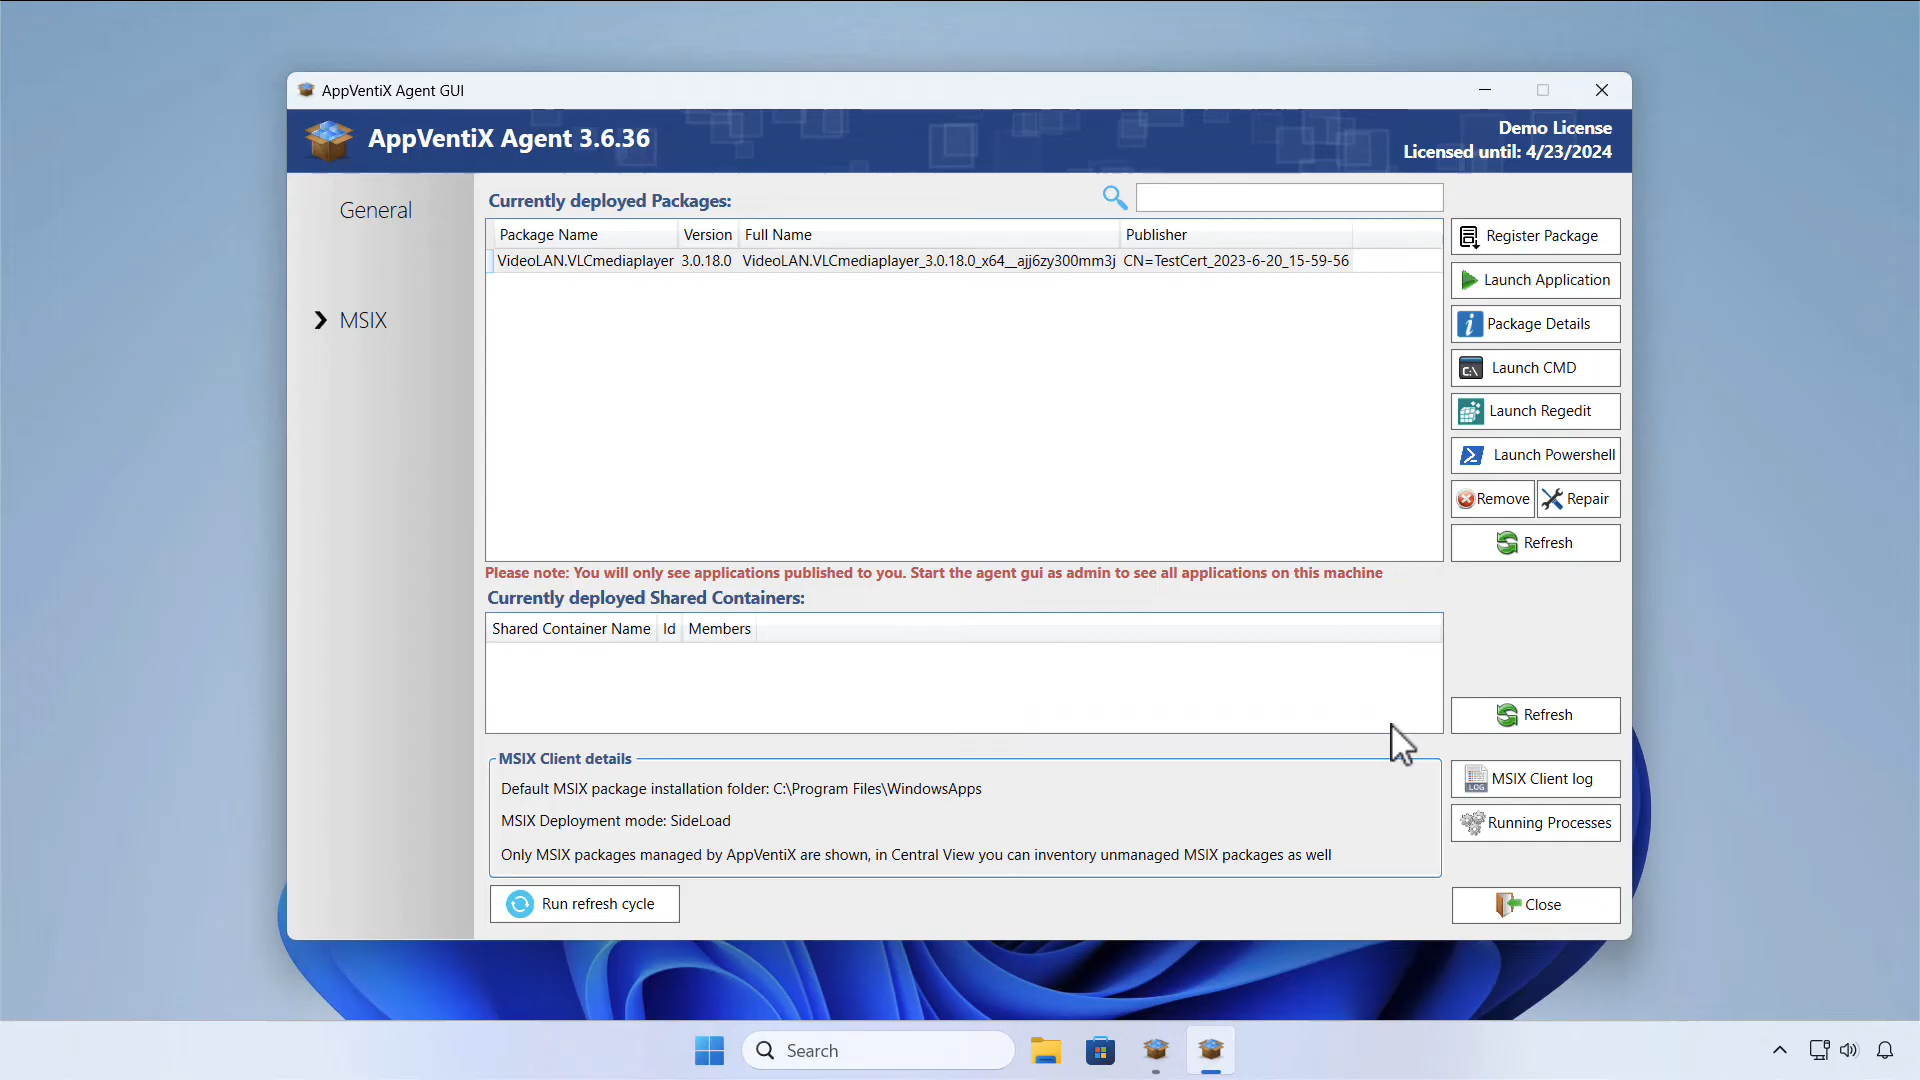 AppVentiX Agent GUI
AppVentiX Agent 3.6.36
Demo License
Licensed until: 4/23/2024
General
MSIX
Currently deployed Packages:
Package Name Version Full Name Publisher
VideoLAN.VLCmediaplayer 3.0.18.0 VideoLAN.VLCmediaplayer_3.0.18.0_x64__ajj6zy300mm3j CN=TestCert_2023-6-20_15-59-56
Register Package
Launch Application
Package Details
C:\ Launch CMD
Launch Regedit
Launch Powershell
Remove Repair
Refresh
Please note: You will only see applications published to you. Start the agent gui as admin to see all applications on this machine
Currently deployed Shared Containers:
Shared Container Name Id Members
Refresh
MSIX Client details
Default MSIX package installation folder: C:\Program Files\WindowsApps
MSIX Deployment mode: SideLoad
Only MSIX packages managed by AppVentiX are shown, in Central View you can inventory unmanaged MSIX packages as well
LOG MSIX Client log
Running Processes
Run refresh cycle
Close
Search